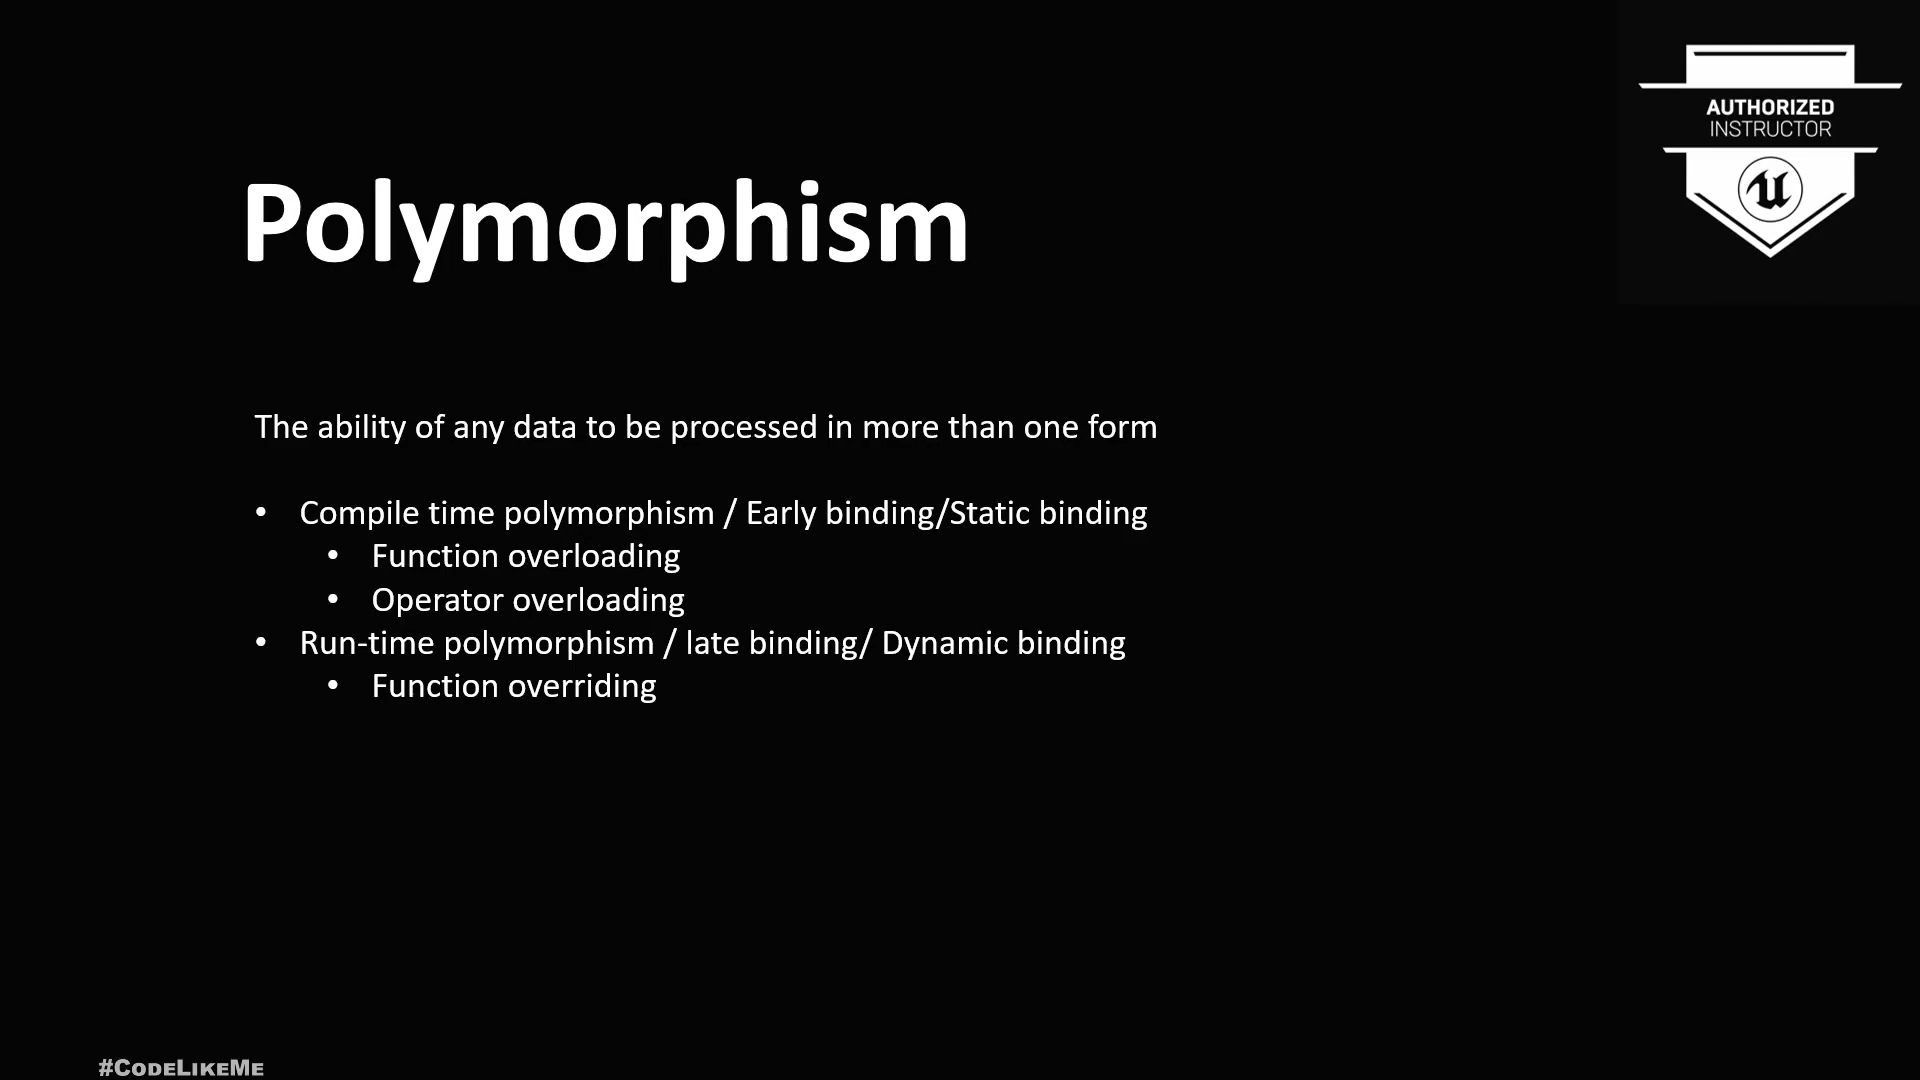 AUTHORIZED
INSTRUCTOR
Polymorphism
The ability of any data to be processed in more than one form
• Compile time polymorphism / Early binding/Static binding
• Function overloading
• Operator overloading
• Run-time polymorphism / late binding/ Dynamic binding
• Function overriding
#CodeLikeMe